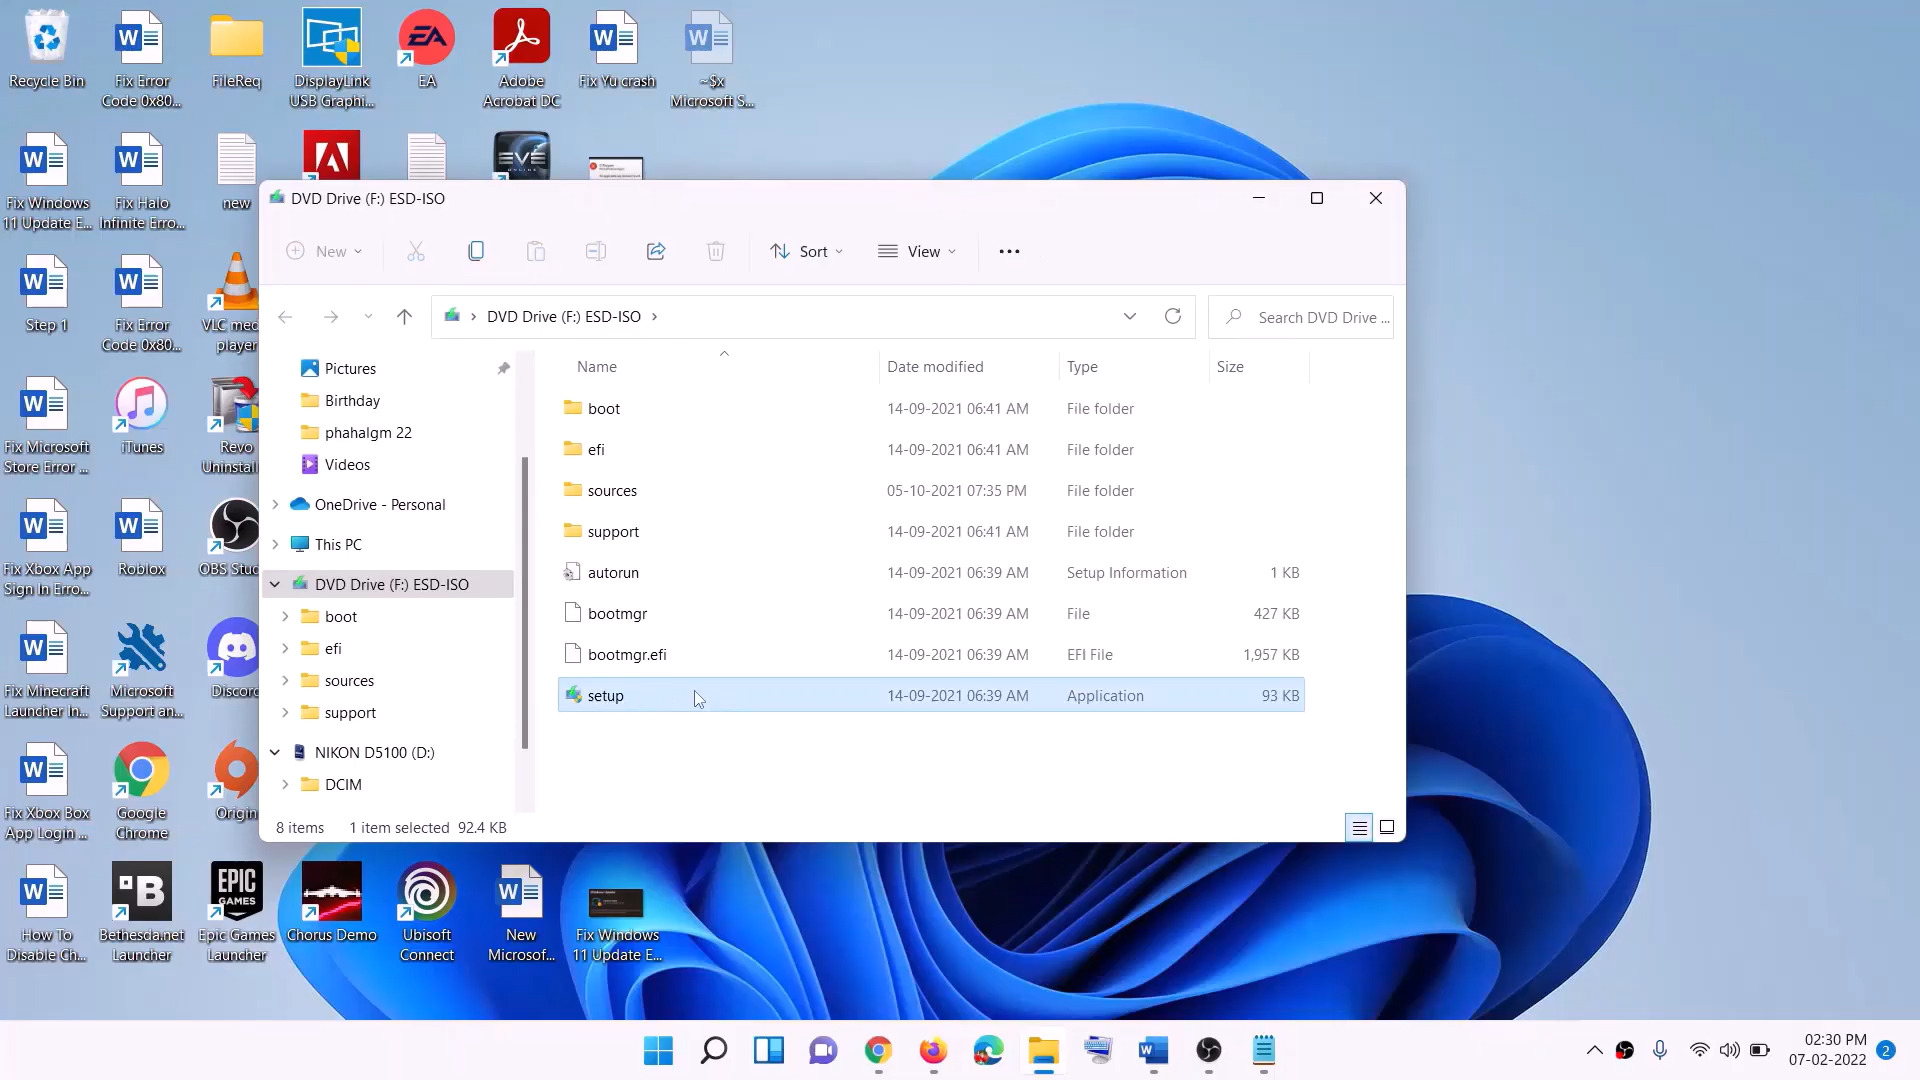 Recycle Bin
Fix Error
Code 0x80...
FileReq
DisplayLink
USB Graphi...
EA
Adobe
Acrobat DC
Fix Yu crash
~$x
Microsoft S...
Fix Windows
11 Update E...
Fix Halo
Infinite Erro...
new
EVE
ONLINE
DVD Drive (F:) ESD-ISO
New
Sort
View
DVD Drive (F:) ESD-ISO
Search DVD Drive ...
Step 1
Fix Error
Code 0x80...
VLC med
player
Fix Microsoft
Store Error ...
iTunes
Revo
Uninstall
Fix Xbox App
Sign In Erro...
Roblox
OBS Stud
Fix Minecraft
Launcher In...
Microsoft
Support an...
Discord
Fix Xbox Box
App Login ...
Google
Chrome
Origin
Pictures
Birthday
phahalgm 22
Videos
OneDrive - Personal
This PC
DVD Drive (F:) ESD-ISO
boot
efi
sources
support
NIKON D5100 (D:)
DCIM
Name Date modified Type Size
boot 14-09-2021 06:41 AM File folder
efi 14-09-2021 06:41 AM File folder
sources 05-10-2021 07:35 PM File folder
support 14-09-2021 06:41 AM File folder
autorun 14-09-2021 06:39 AM Setup Information 1 KB
bootmgr 14-09-2021 06:39 AM File 427 KB
bootmgr.efi 14-09-2021 06:39 AM EFI File 1,957 KB
setup 14-09-2021 06:39 AM Application 93 KB
8 items 1 item selected 92.4 KB
How To
Disable Ch...
Bethesda.net
Launcher
EPIC
GAMES
Epic Games
Launcher
Chorus Demo
Ubisoft
Connect
New
Microsof...
Fix Windows
11 Update E...
02:30 PM
07-02-2022
2